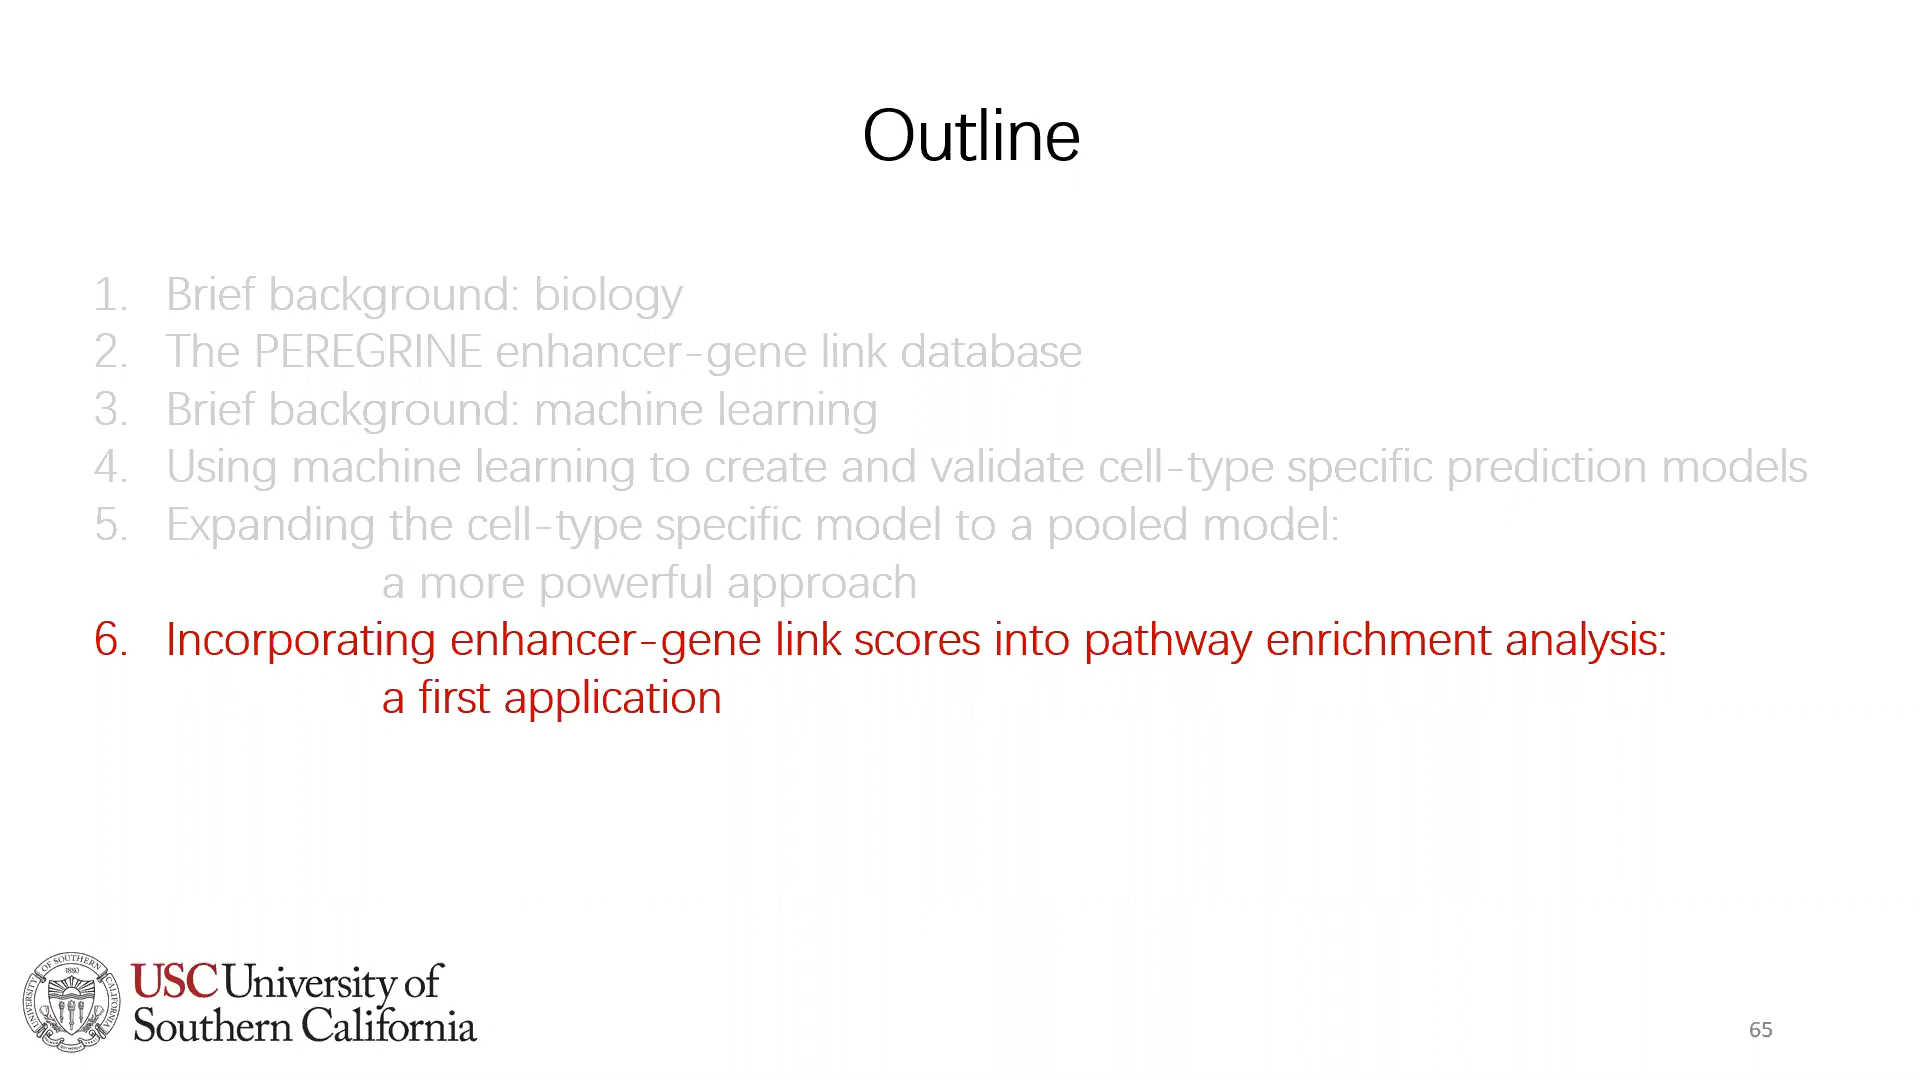 Outline
1. Brief background: biology
2. The PEREGRINE enhancer-gene link database
3. Brief background: machine learning
4. Using machine learning to create and validate cell-type specific prediction models
5. Expanding the cell-type specific model to a pooled model:
a more powerful approach
6. Incorporating enhancer-gene link scores into pathway enrichment analysis:
a first application
USC University of
Southern California
65